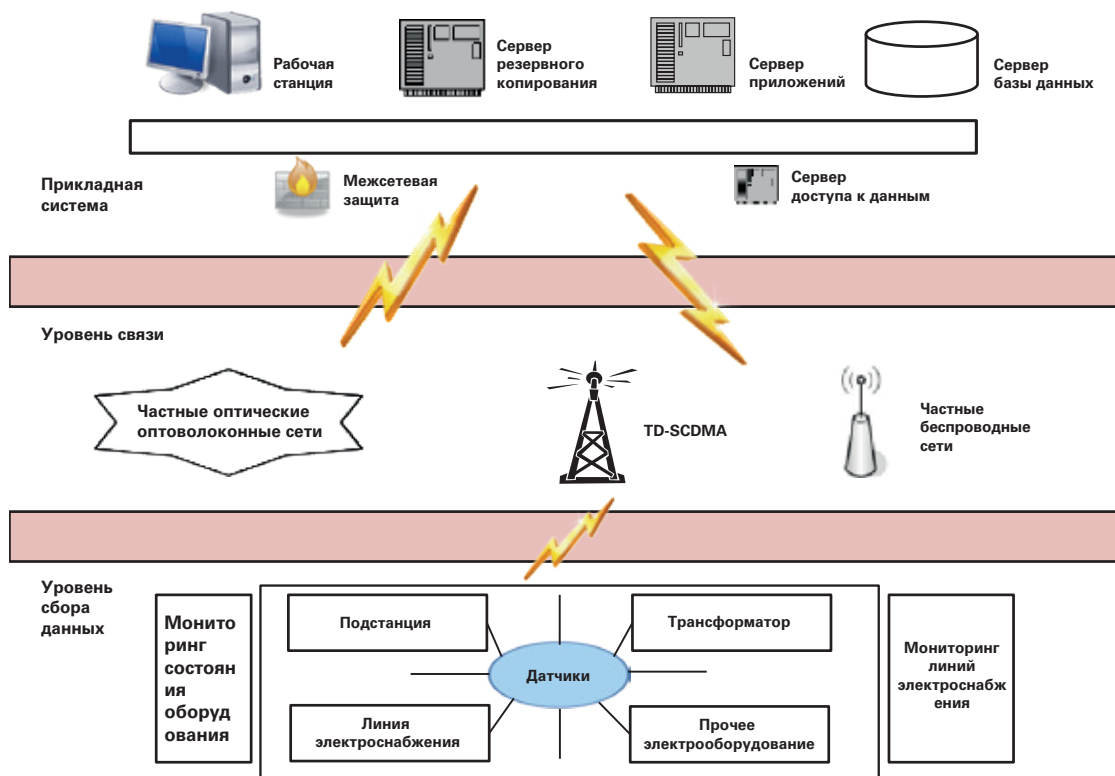 Рабочая
станция
Сервер
резервного
копирования
Сервер
приложений
Сервер
базы данных
Прикладная
система
Межсетевая
защита
Сервер
доступа к данным
Уровень связи
Частные оптические
оптоволоконные сети
TD-SCDMA
Частные
беспроводные
сети
Уровень
сбора
данных
Монито
ринг
состоян
ия
оборуд
ования
Подстанция
Трансформатор
Датчики
Линия
электроснабжения
Прочее
электрооборудование
Мониторинг
линий
электроснабж
ения